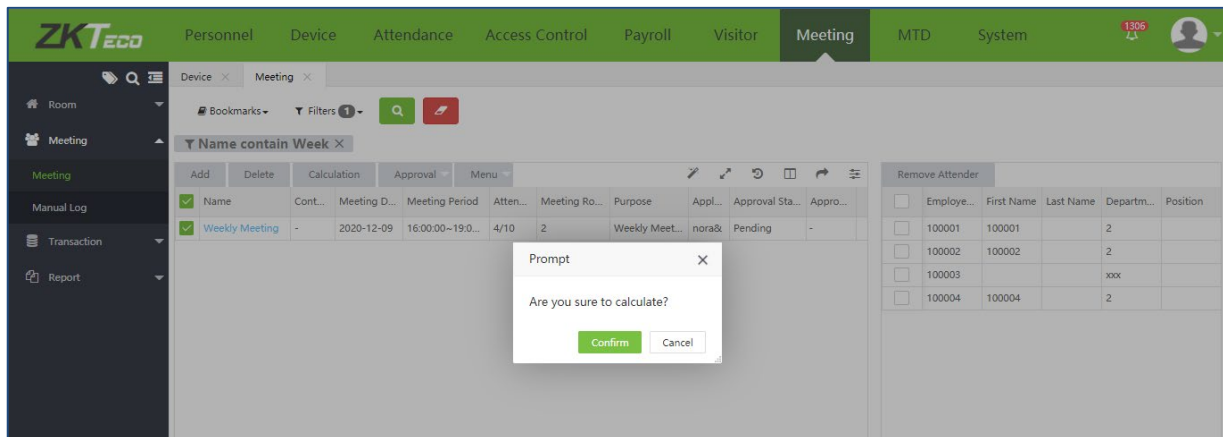 ZKTECO Personnel Device Attendance Access Control Payroll Visitor Meeting MTD System 1306
Device Meeting
Room
Bookmarks Filters 1
Meeting
Name contain Week
Meeting
Add Delete Calculation Approval Menu
Remove Attender
Name Cont... Meeting D... Meeting Period Atten... Meeting Ro... Purpose Appl... Approval Sta... Appro...
Employe... First Name Last Name Departm... Position
Manual Log
Weekly Meeting - 2020-12-09 16:00:00~19:0... 4/10 2 Weekly Meet... nora& Pending -
100001 100001 2
Transaction
100002 100002 2
Report
100003 xxx
100004 100004 2
Prompt
Are you sure to calculate?
Confirm Cancel